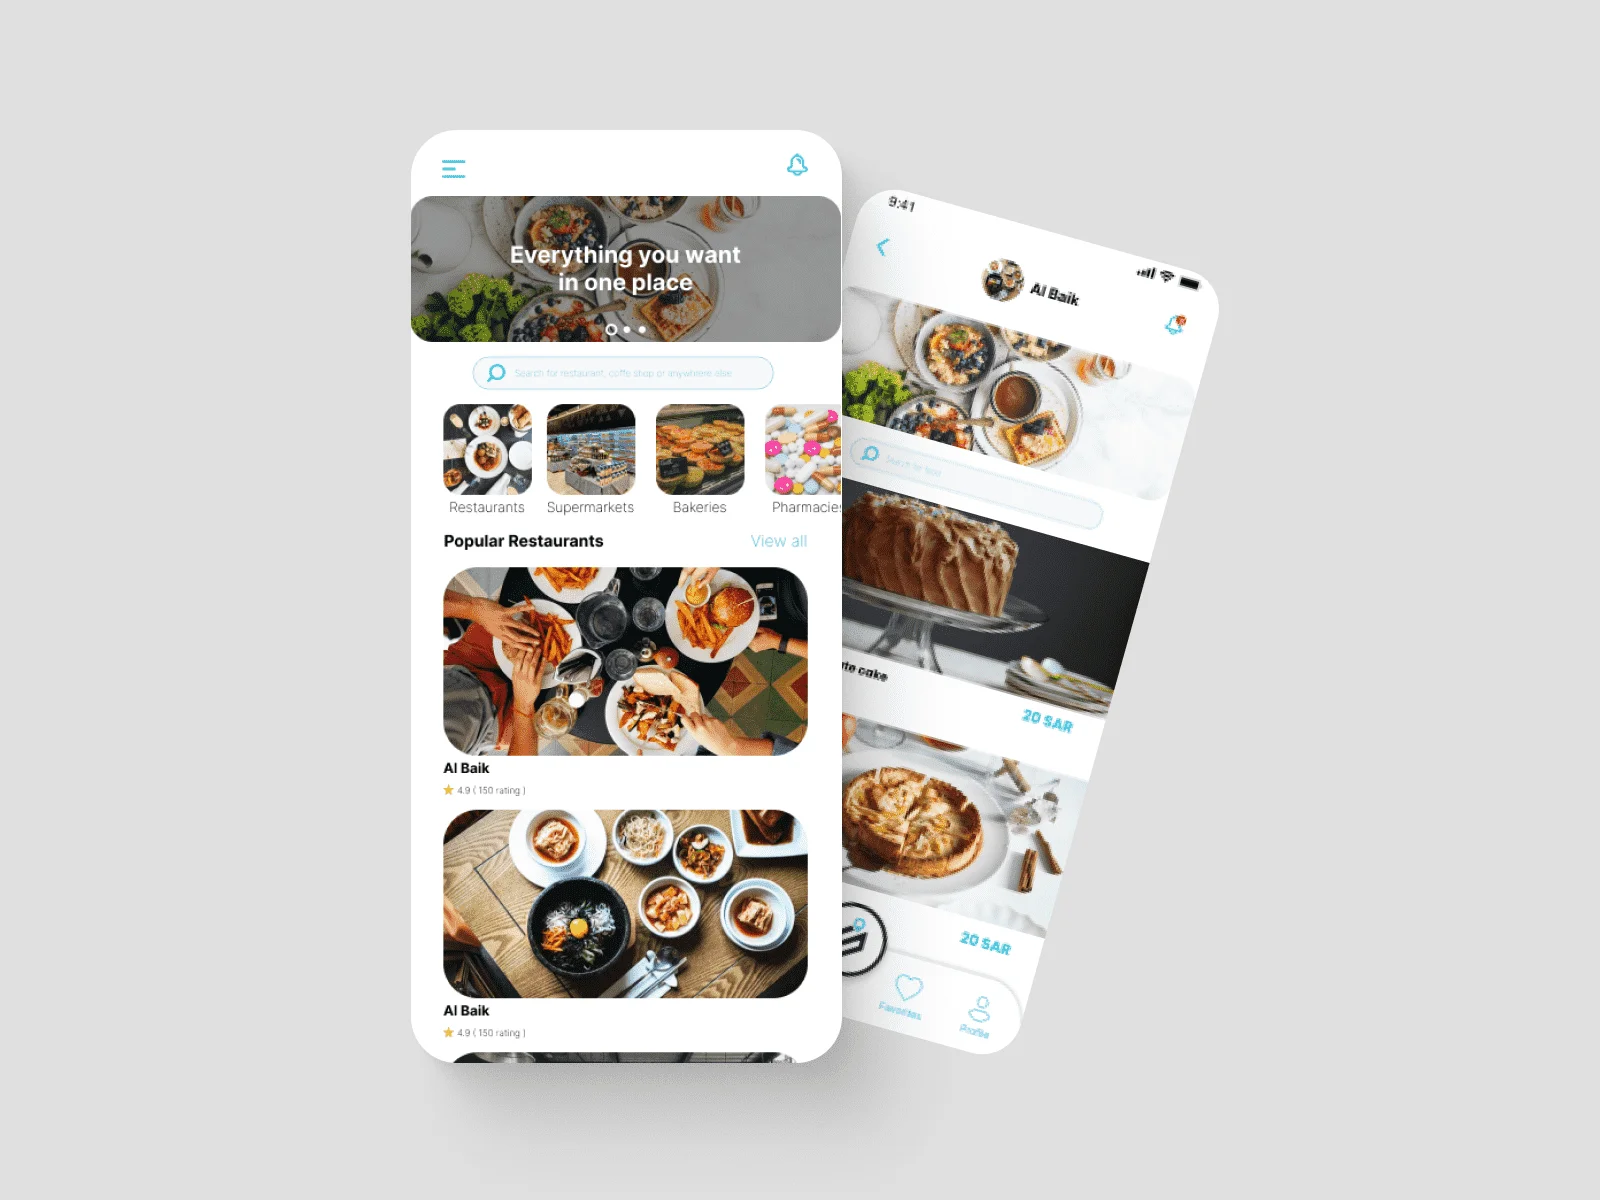 Everything you want
in one place
Search for restaurant, coffe shop or anywhere else
Restaurants
Supermarkets
Bakeries
Pharmacies
Popular Restaurants
View all
Al Baik
4.9 ( 150 rating )
Al Baik
4.9 ( 150 rating )
9:41
Al Baik
Search for food
cake
20 SAR
20 SAR
Favorites
Profile